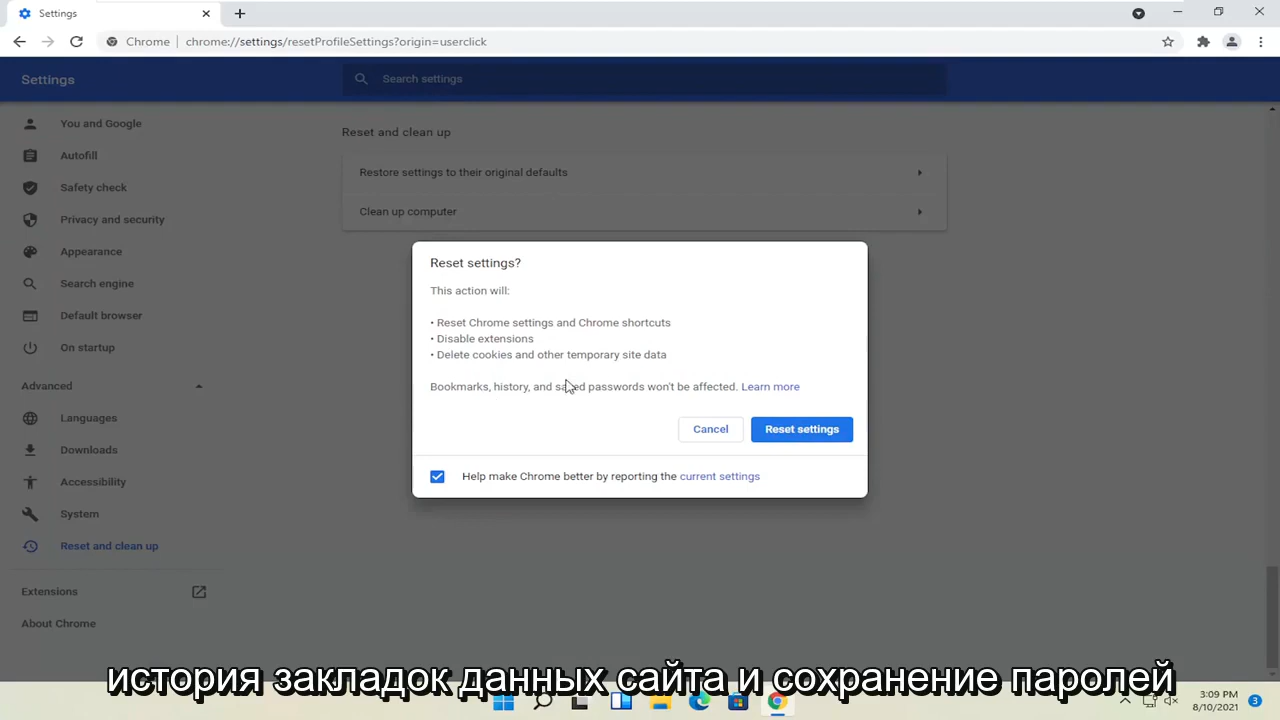 Settings
Chrome
chrome://settings/resetProfileSettings?origin=userclick
Settings
Search settings
You and Google
Autofill
Safety check
Privacy and security
Appearance
Search engine
Default browser
On startup
Advanced
Languages
Downloads
Accessibility
System
Reset and clean up
Extensions
About Chrome
Reset and clean up
Restore settings to their original defaults
Clean up computer
Reset settings?
This action will:
• Reset Chrome settings and Chrome shortcuts
• Disable extensions
• Delete cookies and other temporary site data
Bookmarks, history, and saved passwords won't be affected. Learn more
Cancel
Reset settings
Help make Chrome better by reporting the current settings
история закладок данных сайта и сохранение паролей
3:09 PM
8/10/2021
3